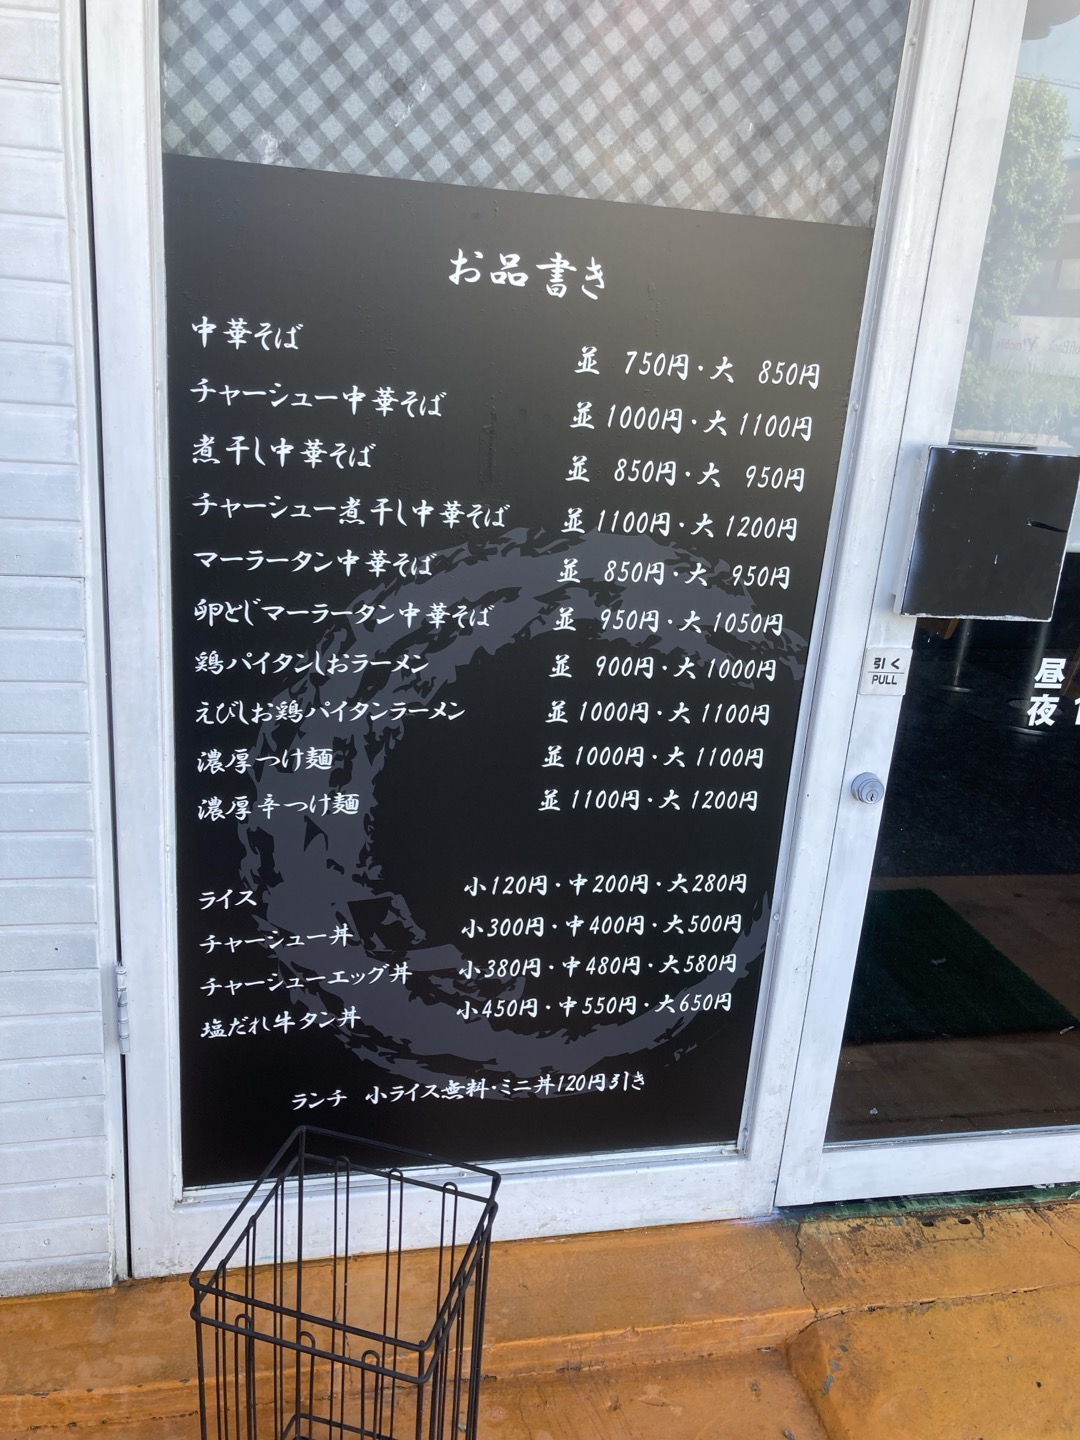 お品書き
中華そば 並 750円・大 850円
チャーシュー中華そば 並 1000円・大 1100円
煮干し中華そば 並 850円・大 950円
チャーシュー煮干し中華そば 並 1100円・大 1200円
マーラータン中華そば 並 850円・大 950円
卵とじマーラータン中華そば 並 950円・大 1050円
鶏パイタンしおラーメン 並 900円・大 1000円
えびしお鶏パイタンラーメン 並 1000円・大 1100円
濃厚つけ麺 並 1000円・大 1100円
濃厚辛つけ麺 並 1100円・大 1200円
ライス 小120円・中200円・大280円
チャーシュー丼 小300円・中400円・大500円
チャーシューエッグ丼 小380円・中480円・大580円
塩だれ牛タン丼 小450円・中550円・大650円
ランチ 小ライス無料・ミニ丼120円引き
引く
PULL
昼
夜 1